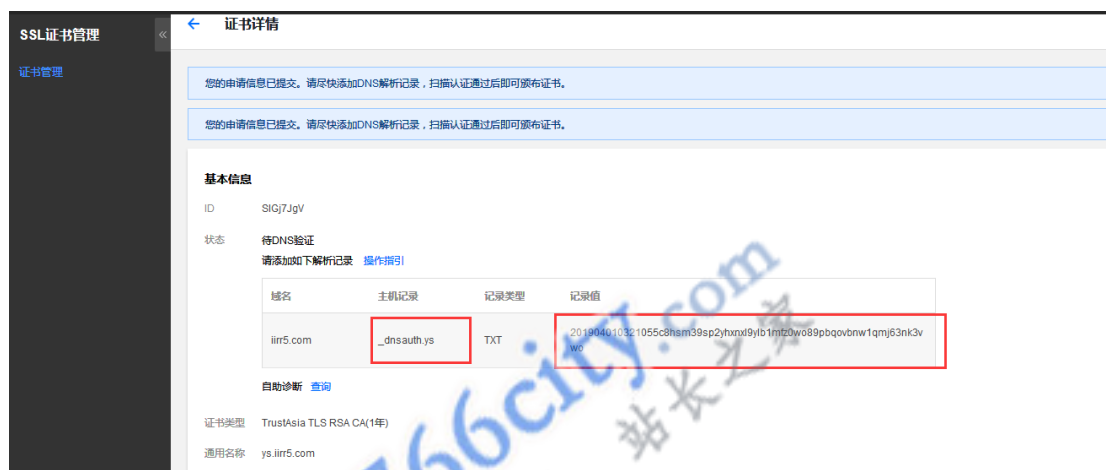 SSL证书管理
«
← 证书详情
证书管理
您的申请信息已提交。请尽快添加DNS解析记录，扫描认证通过后即可颁布证书。
您的申请信息已提交。请尽快添加DNS解析记录，扫描认证通过后即可颁布证书。
基本信息
ID SIGj7JgV
状态 待DNS验证
请添加如下解析记录 操作指引
域名 主机记录 记录类型 记录值
iirr5.com _dnsauth.ys TXT 201904010321055c8hsm39sp2yhxnxl9ylb1mtz0wo89pbqovbnw1qmj63nk3v
wo
自助诊断 查询
证书类型 TrustAsia TLS RSA CA(1年)
通用名称 ys.iirr5.com
766city.com
站长之家